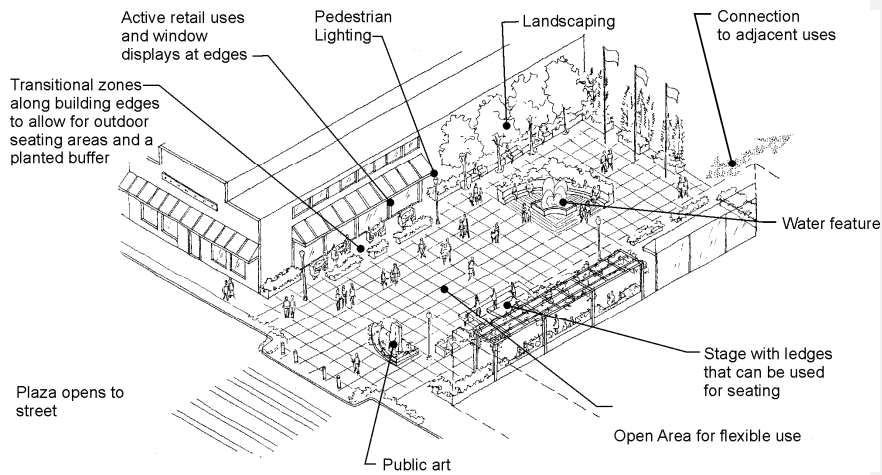 Active retail uses
and window
displays at edges
Pedestrian
Lighting
Landscaping
Connection
to adjacent uses
Transitional zones
along building edges
to allow for outdoor
seating areas and a
planted buffer
Water feature
Stage with ledges
that can be used
for seating
Plaza opens to
street
Open Area for flexible use
Public art